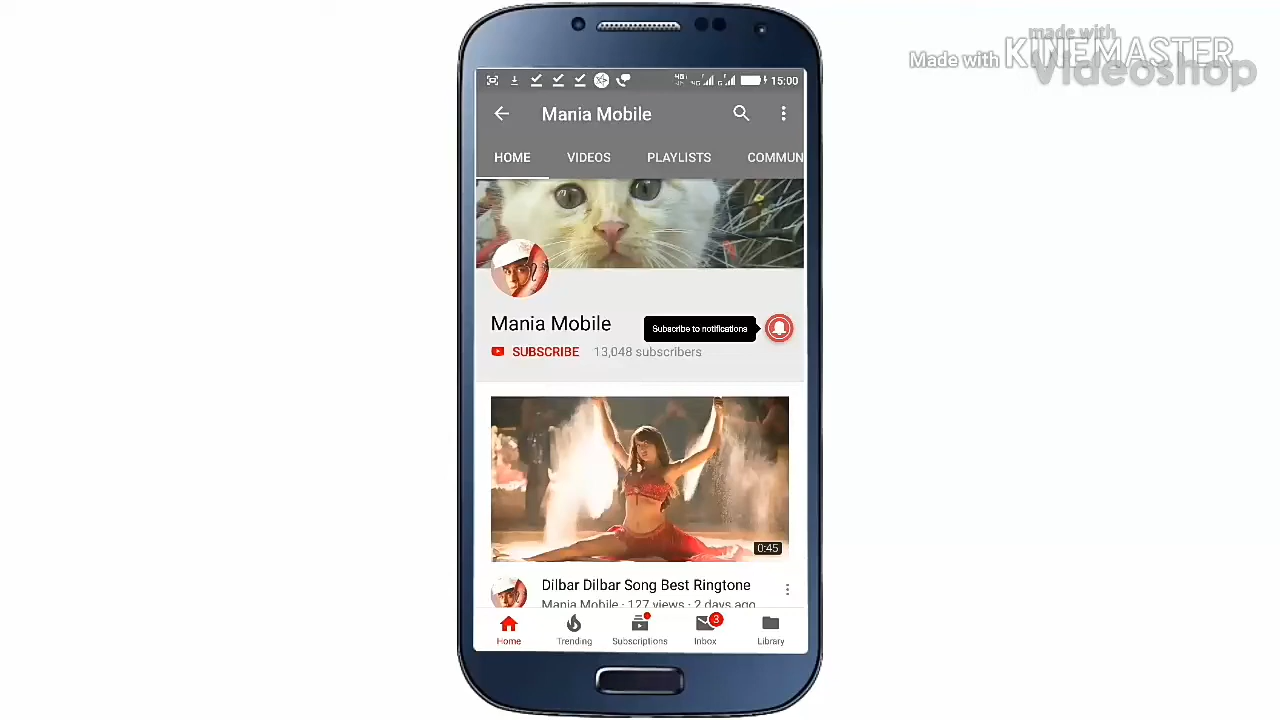 made with
Made with KINEMASTER
Videoshop
15:00
Mania Mobile
HOME VIDEOS PLAYLISTS COMMUN
Mania Mobile
Subscribe to notifications
SUBSCRIBE 13,048 subscribers
0:45
Dilbar Dilbar Song Best Ringtone
Mania Mobile · 127 views · 2 days ago
Home Trending Subscriptions Inbox 3 Library